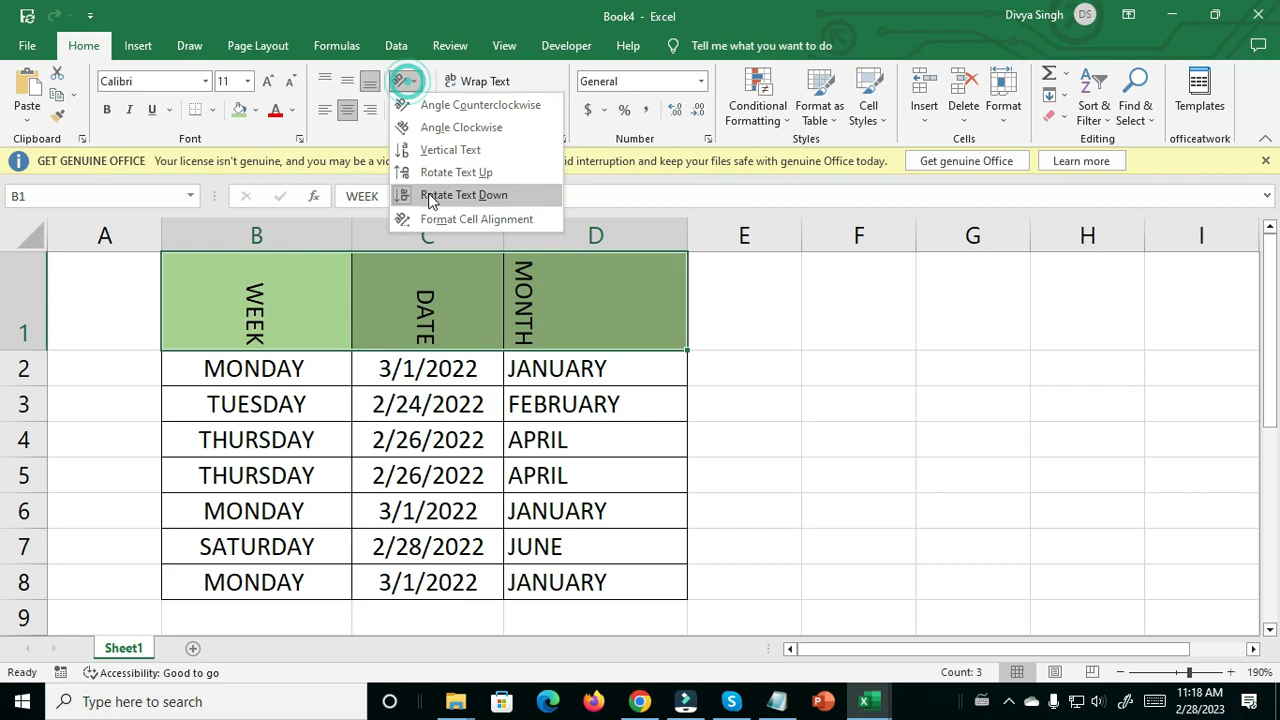 Book4 - Excel
Divya Singh DS
File Home Insert Draw Page Layout Formulas Data Review View Developer Help Tell me what you want to do
Paste
Clipboard
Calibri 11
B I U A
Font
ab Wrap Text
General
$ % ,
Number
Conditional Formatting
Format as Table
Cell Styles
Styles
Insert Delete Format
Cells
Editing
Templates
officeatwork
Angle Counterclockwise
Angle Clockwise
Vertical Text
Rotate Text Up
Rotate Text Down
Format Cell Alignment
GET GENUINE OFFICE Your license isn't genuine, and you may be a vi
id interruption and keep your files safe with genuine Office today.
Get genuine Office
Learn more
B1 fx WEEK
A B C D E F G H I
1 WEEK DATE MONTH
2 MONDAY 3/1/2022 JANUARY
3 TUESDAY 2/24/2022 FEBRUARY
4 THURSDAY 2/26/2022 APRIL
5 THURSDAY 2/26/2022 APRIL
6 MONDAY 3/1/2022 JANUARY
7 SATURDAY 2/28/2022 JUNE
8 MONDAY 3/1/2022 JANUARY
9
Sheet1
Ready Accessibility: Good to go Count: 3 190%
Type here to search
11:18 AM
2/28/2023